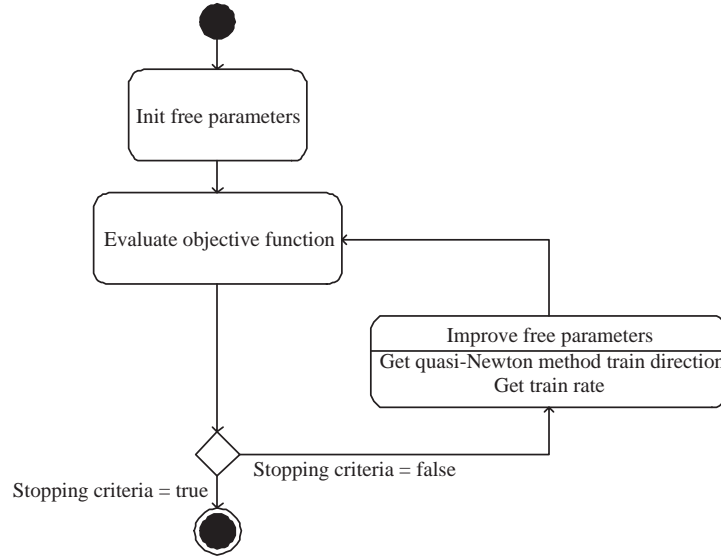 Init free parameters
Evaluate objective function
Improve free parameters
Get quasi-Newton method train direction
Get train rate
Stopping criteria = false
Stopping criteria = true